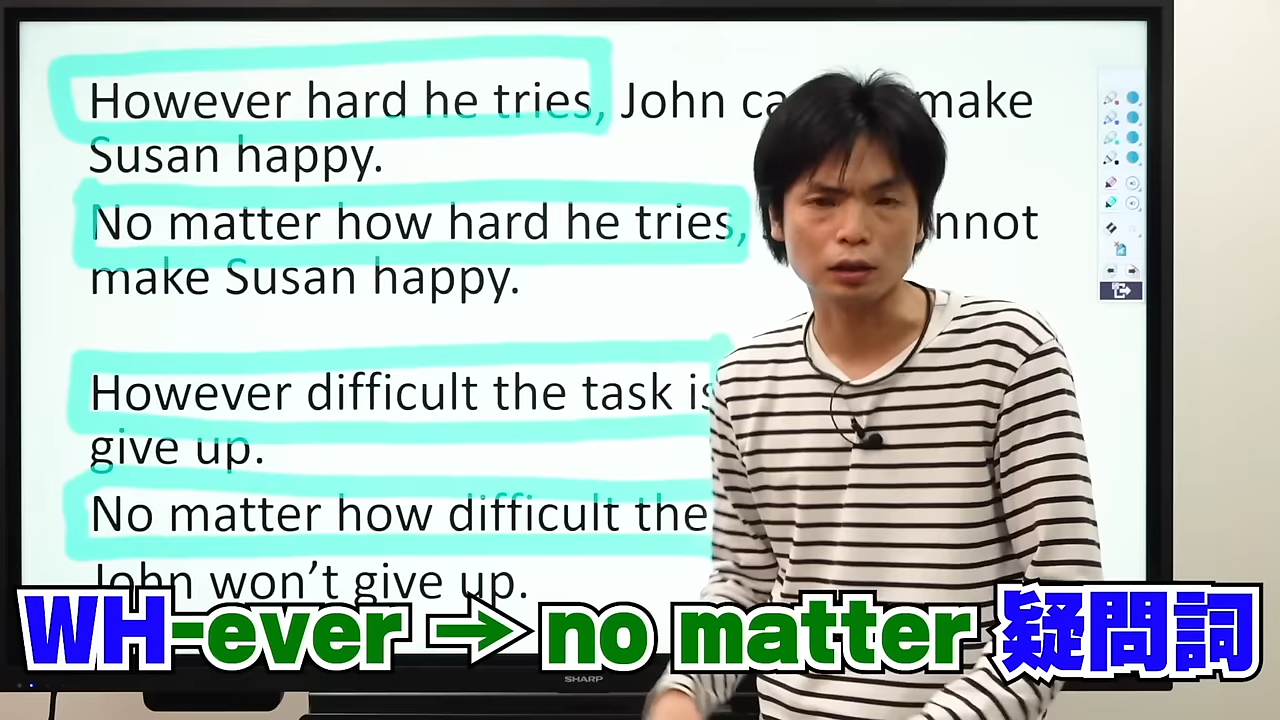 However hard he tries, John ca make
Susan happy.
No matter how hard he tries, nnot
make Susan happy.
However difficult the task is
give up.
No matter how difficult the
John won't give up.
WH-ever → no matter 疑問詞
SHARP